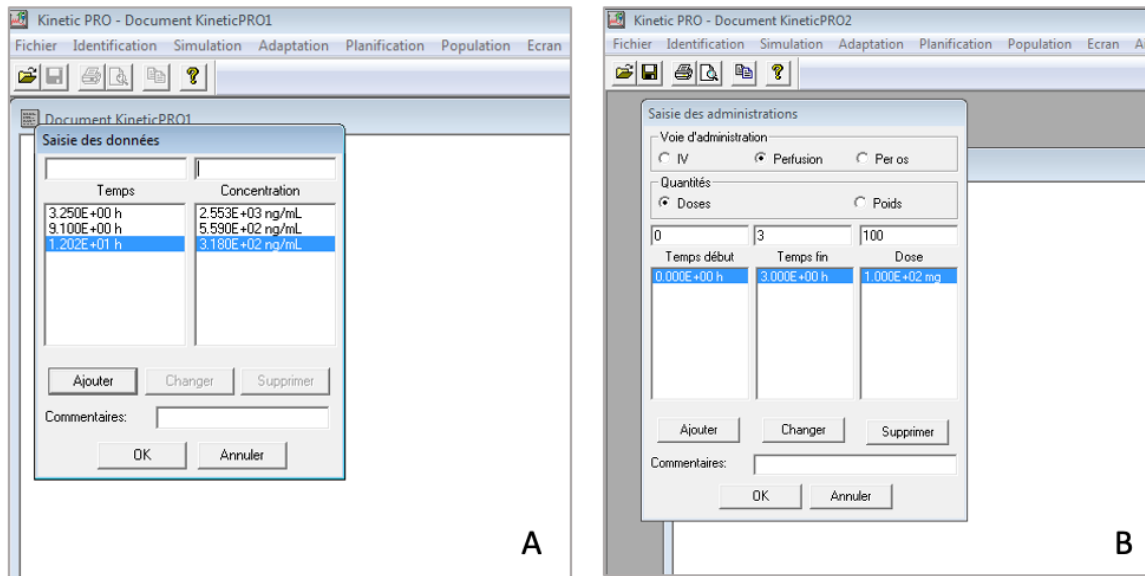 Kinetic PRO - Document KineticPRO1
Fichier Identification Simulation Adaptation Planification Population Ecran
Document KineticPRO1
Saisie des données
Temps Concentration
3.250E+00 h 2.553E+03 ng/mL
9.100E+00 h 5.590E+02 ng/mL
1.202E+01 h 3.180E+02 ng/mL
Ajouter Changer Supprimer
Commentaires:
OK Annuler
A
Kinetic PRO - Document KineticPRO2
Fichier Identification Simulation Adaptation Planification Population Ecran
Saisie des administrations
Voie d'administration
IV Perfusion Per os
Quantités
Doses Poids
0 3 100
Temps début Temps fin Dose
0.000E+00 h 3.000E+00 h 1.000E+02 mg
Ajouter Changer Supprimer
Commentaires:
OK Annuler
B